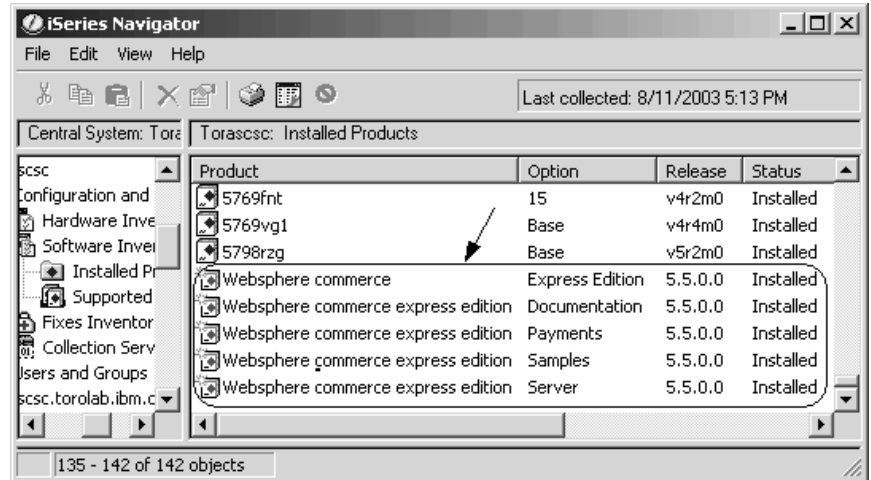 iSeries Navigator
File Edit View Help
Last collected: 8/11/2003 5:13 PM
Central System: Tora
Torascsc: Installed Products
scsc
Configuration and
Hardware Inve
Software Inve
Installed Pr
Supported
Fixes Inventor
Collection Serv
Users and Groups
scsc.torolab.ibm.c
Product Option Release Status
5769fnt 15 v4r2m0 Installed
5769vg1 Base v4r4m0 Installed
5798rzg Base v5r2m0 Installed
Websphere commerce Express Edition 5.5.0.0 Installed
Websphere commerce express edition Documentation 5.5.0.0 Installed
Websphere commerce express edition Payments 5.5.0.0 Installed
Websphere commerce express edition Samples 5.5.0.0 Installed
Websphere commerce express edition Server 5.5.0.0 Installed
135 - 142 of 142 objects